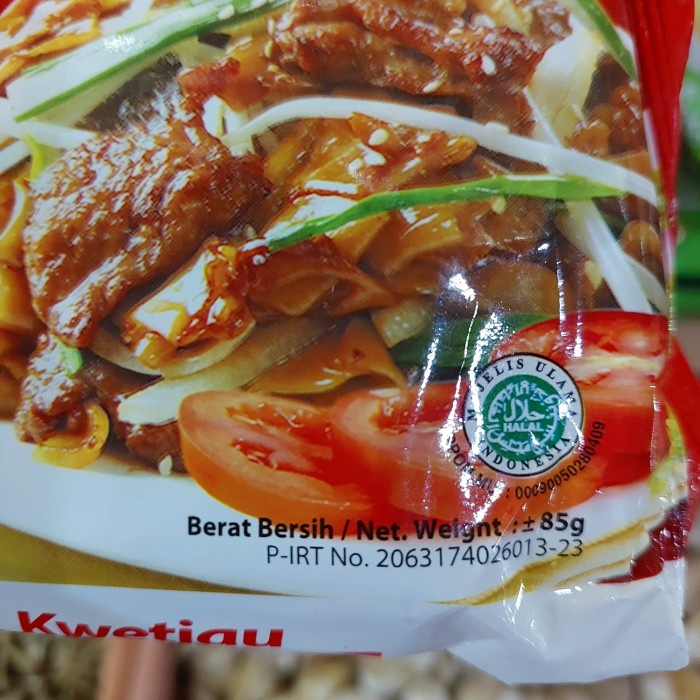 MAJELIS ULAMA
حلال
HALAL
INDONESIA
: 00090050280409
Berat Bersih / Net. Weight : ± 85g
P-IRT No. 2063174026013-23
Kwetiau